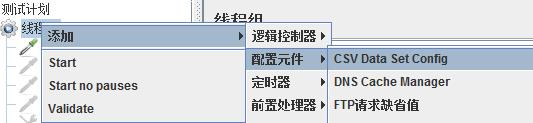 测试计划
线程
线程组
添加
逻辑控制器
配置元件
CSV Data Set Config
Start
定时器
DNS Cache Manager
Start no pauses
前置处理器
FTP请求缺省值
Validate